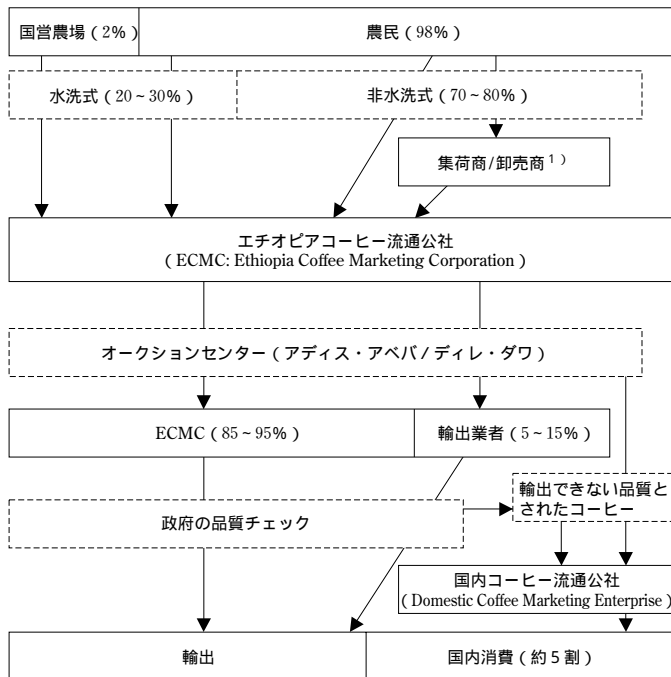 国営農場（2%）
農民（98%）
水洗式（20～30%）
非水洗式（70～80%）
集荷商/卸売商1）
エチオピアコーヒー流通公社
（ECMC: Ethiopia Coffee Marketing Corporation）
オークションセンター（アディス・アベバ/ディレ・ダワ）
ECMC（85～95%）
輸出業者（5～15%）
輸出できない品質と
されたコーヒー
政府の品質チェック
国内コーヒー流通公社
（Domestic Coffee Marketing Enterprise）
輸出
国内消費（約5割）